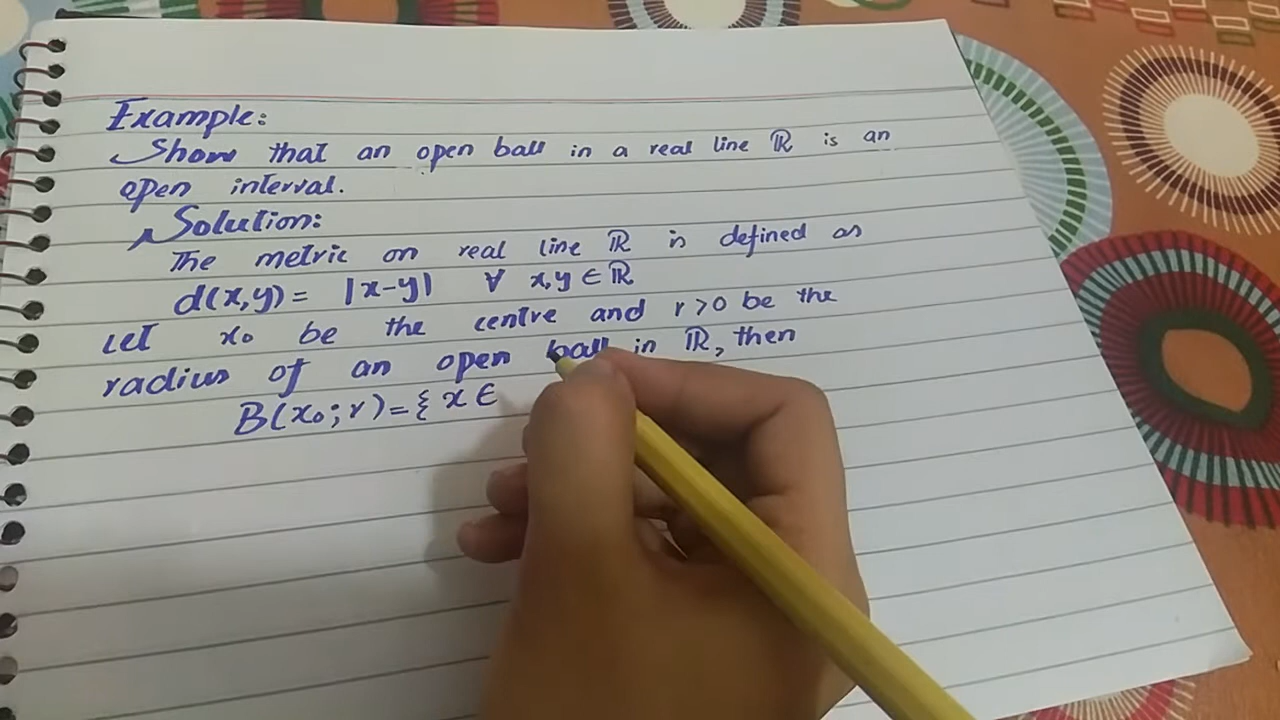 Example:
Show that an open ball in a real line ℝ is an
open interval.
Solution:
The metric on real line ℝ is defined as
d(x,y) = |x-y| ∀ x,y ∈ ℝ
Let x₀ be the centre and r>0 be the
radius of an open ball in ℝ, then
B(x₀;r) = { x ∈